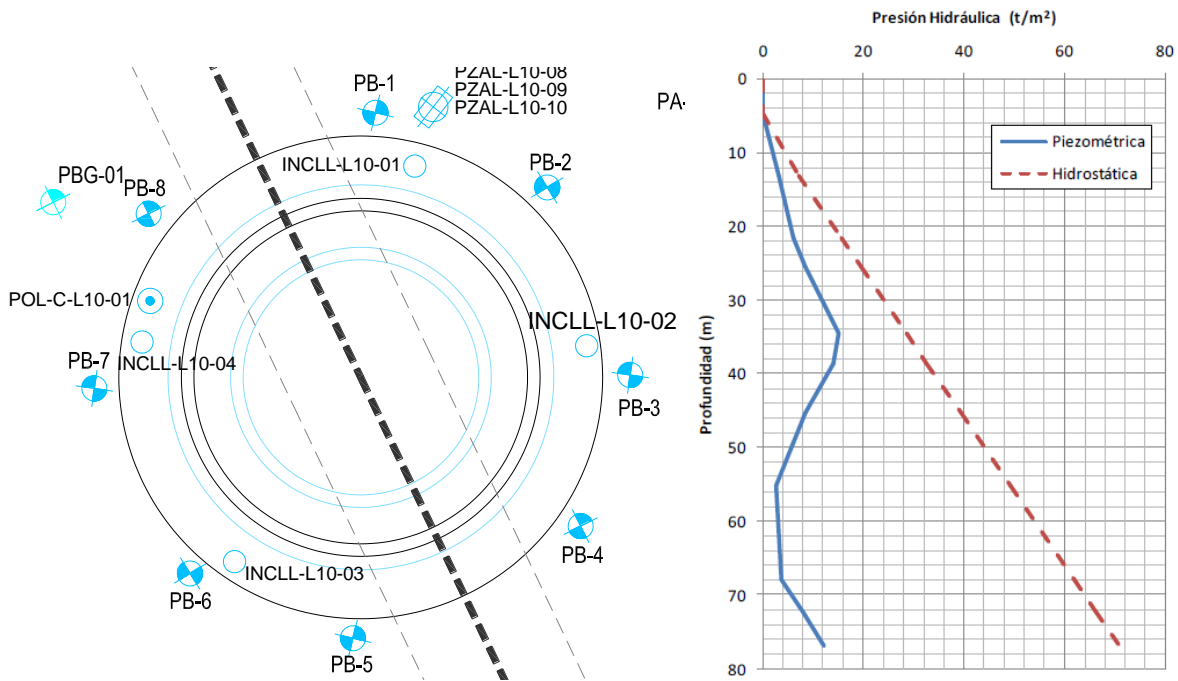 PZAL-L10-08
PZAL-L10-09
PZAL-L10-10
PB-1
PA-
INCLL-L10-01
PB-2
PBG-01
PB-8
POL-C-L10-01
INCLL-L10-02
INCLL-L10-04
PB-7
PB-3
PB-4
INCLL-L10-03
PB-6
PB-5
Presión Hidráulica (t/m²)
0 20 40 60 80
Profundidad (m)
0
10
20
30
40
50
60
70
80
Piezométrica
Hidrostática